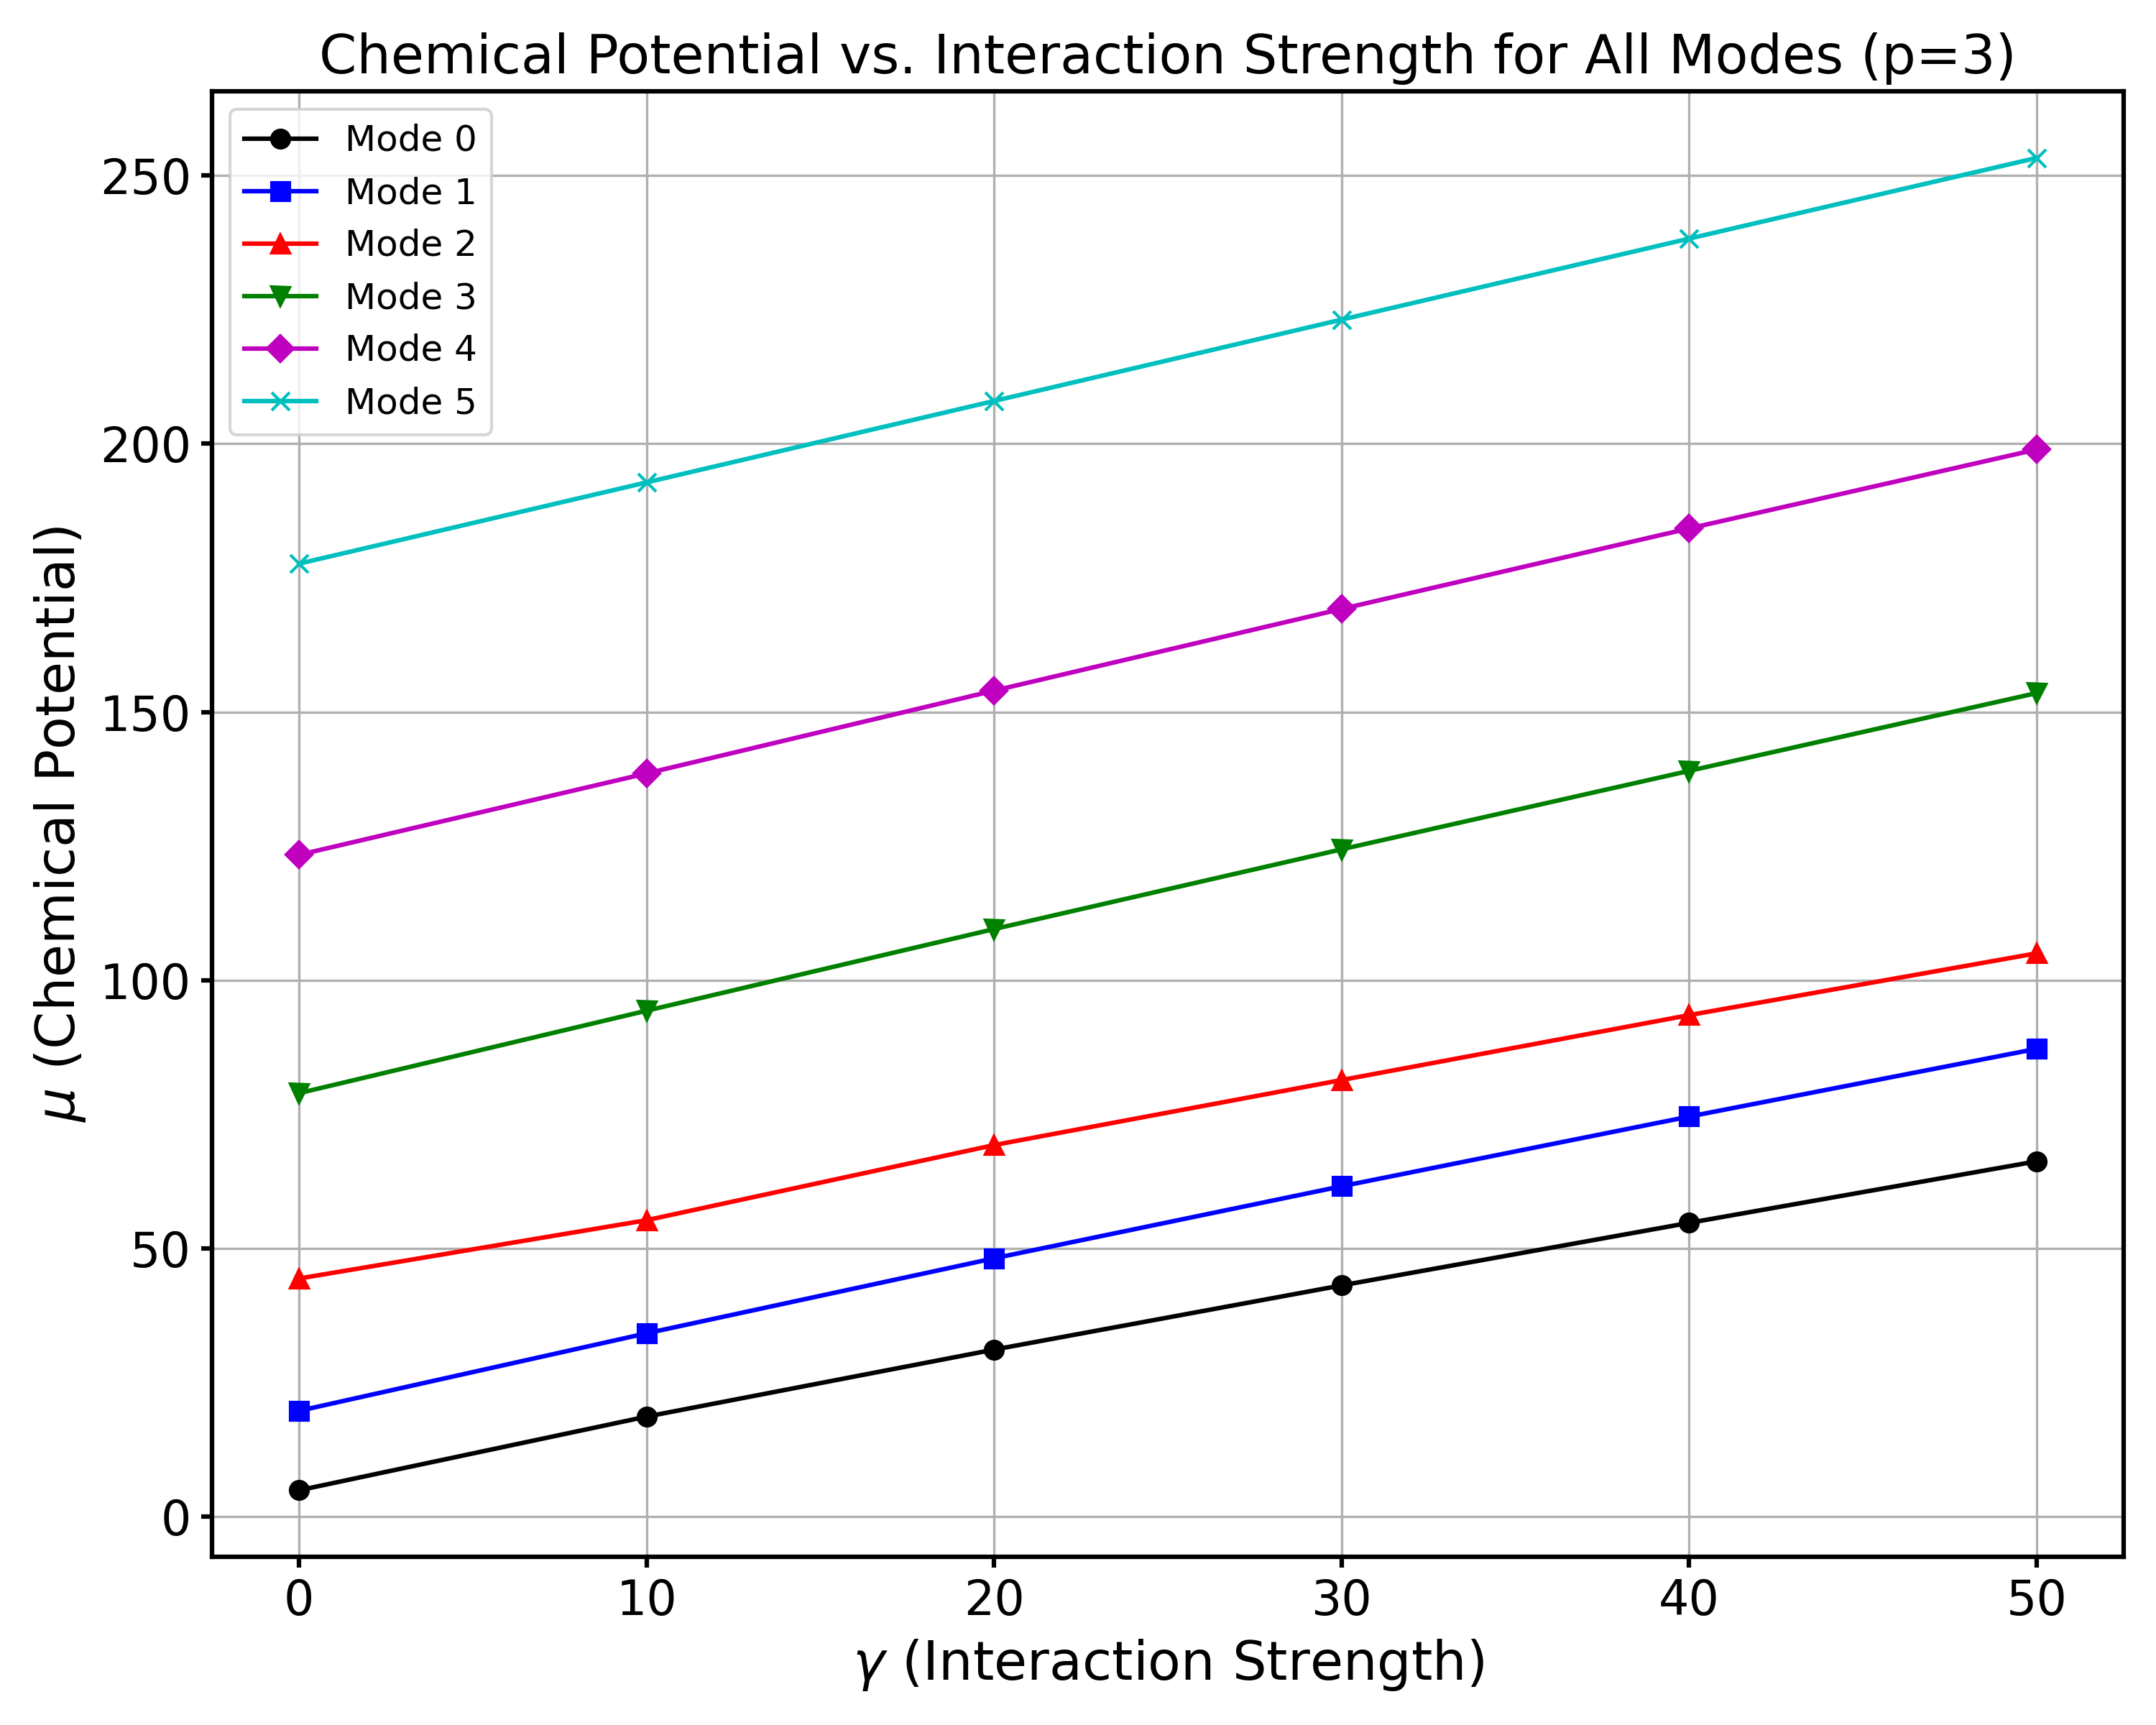 Chemical Potential vs. Interaction Strength for All Modes (p=3)
Mode 0
Mode 1
Mode 2
Mode 3
Mode 4
Mode 5
μ (Chemical Potential)
250
200
150
100
50
0
0 10 20 30 40 50
γ (Interaction Strength)